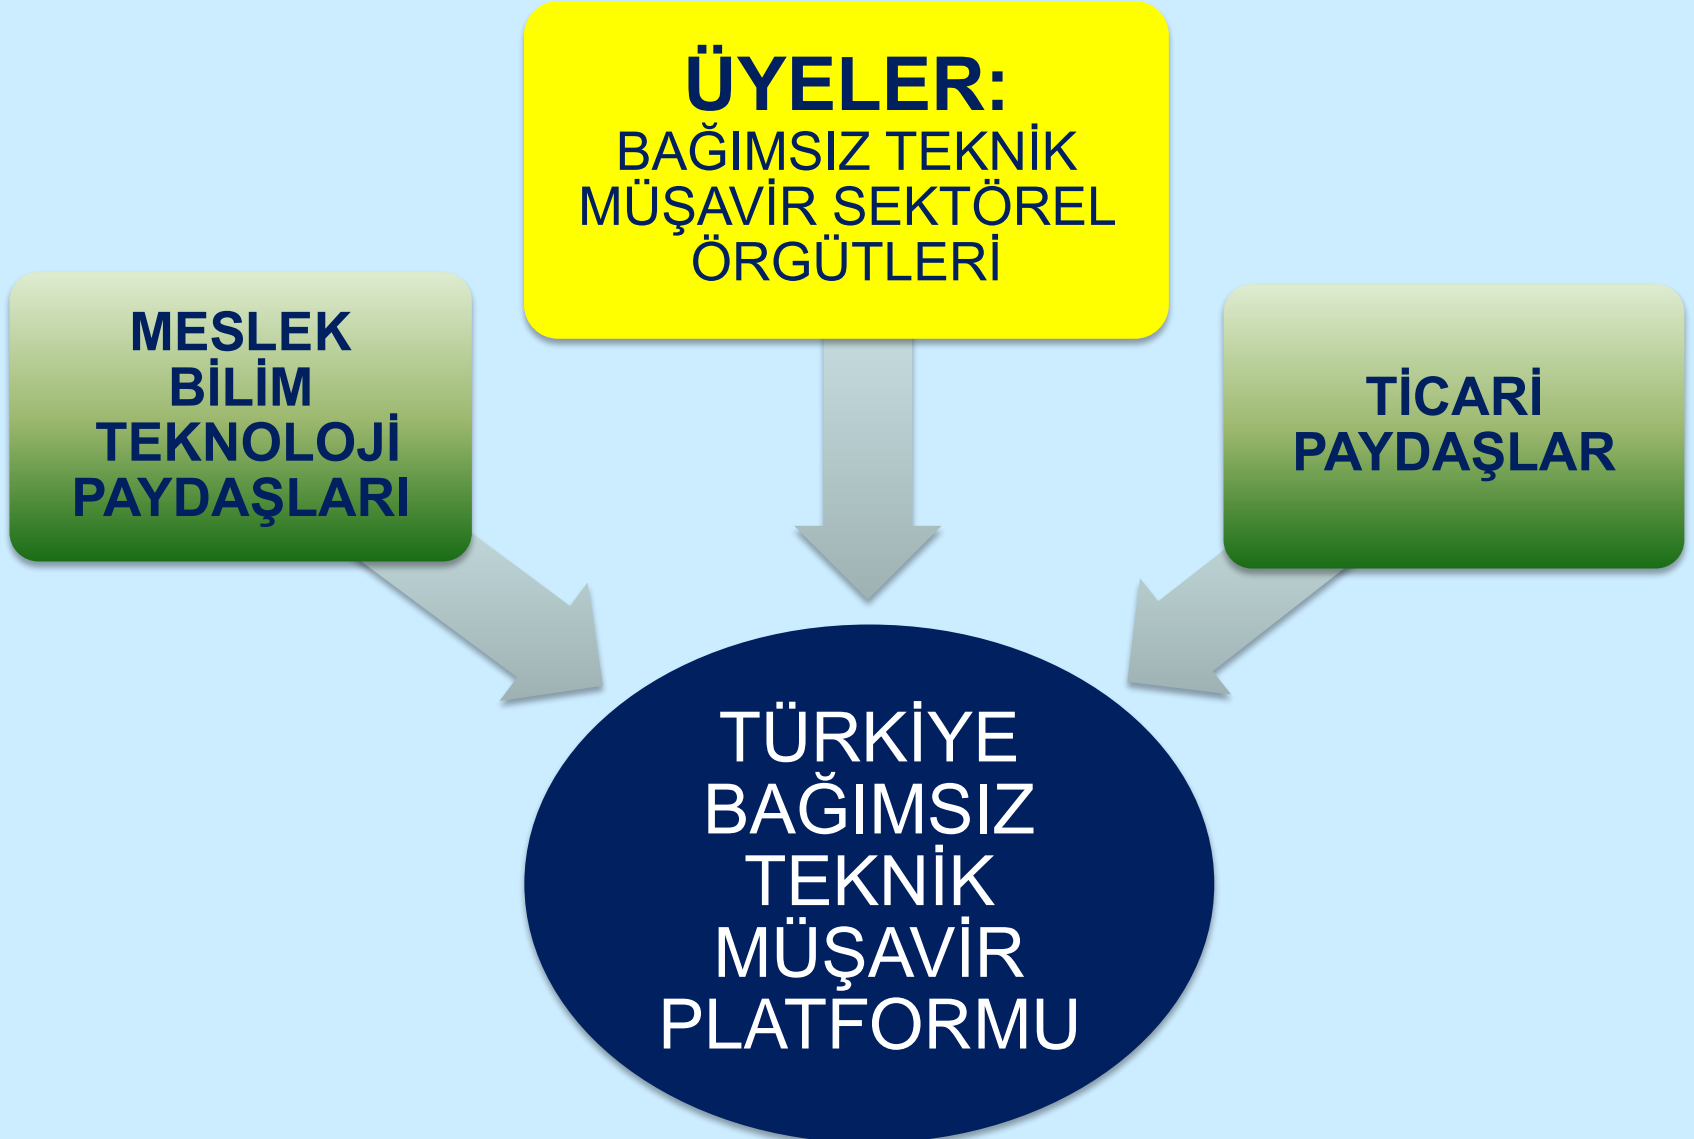 ÜYELER:
BAĞIMSIZ TEKNİK
MÜŞAVİR SEKTÖREL
ÖRGÜTLERİ
MESLEK
BİLİM
TEKNOLOJİ
PAYDAŞLARI
TİCARİ
PAYDAŞLAR
TÜRKİYE
BAĞIMSIZ
TEKNİK
MÜŞAVİR
PLATFORMU